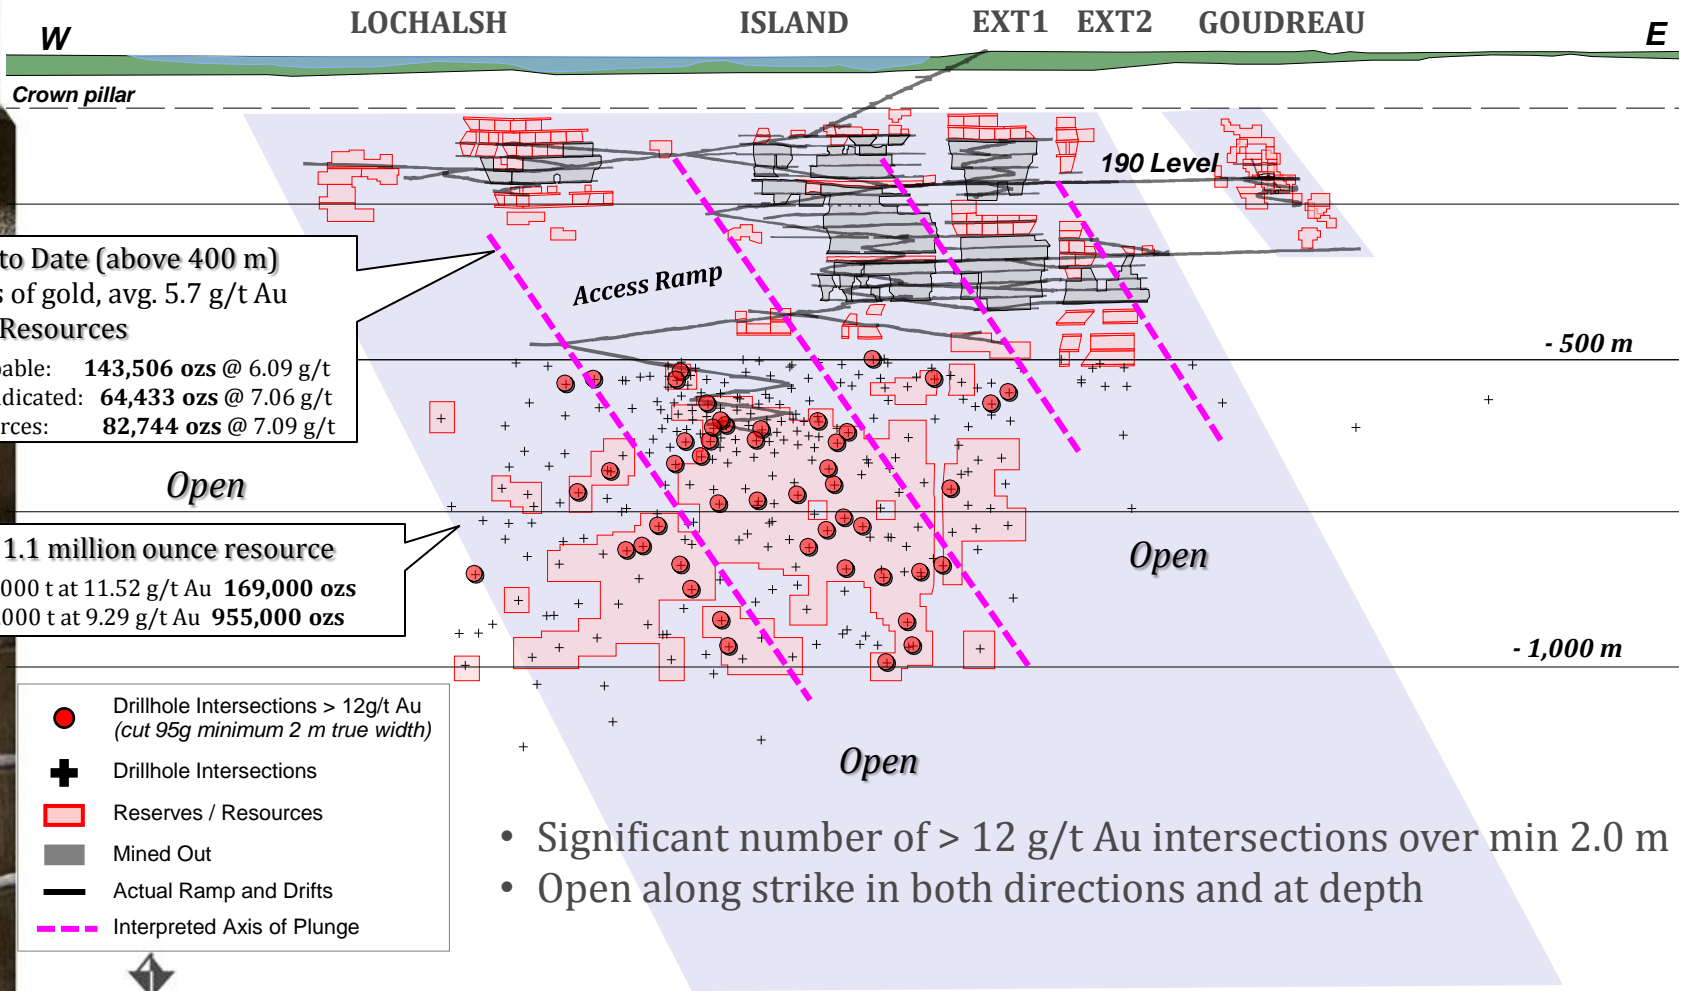 LOCHALSH ISLAND EXT1 EXT2 GOUDREAU
W E
Crown pillar
190 Level
to Date (above 400 m)
of gold, avg. 5.7 g/t Au
Resources
143,506 ozs @ 6.09 g/t
64,433 ozs @ 7.06 g/t
82,744 ozs @ 7.09 g/t
Access Ramp
- 500 m
Open
1.1 million ounce resource
000 t at 11.52 g/t Au 169,000 ozs
000 t at 9.29 g/t Au 955,000 ozs
Open
- 1,000 m
Drillhole Intersections > 12g/t Au
(cut 95g minimum 2 m true width)
Drillhole Intersections
Reserves / Resources
Mined Out
Actual Ramp and Drifts
Interpreted Axis of Plunge
Open
• Significant number of > 12 g/t Au intersections over min 2.0 m
• Open along strike in both directions and at depth